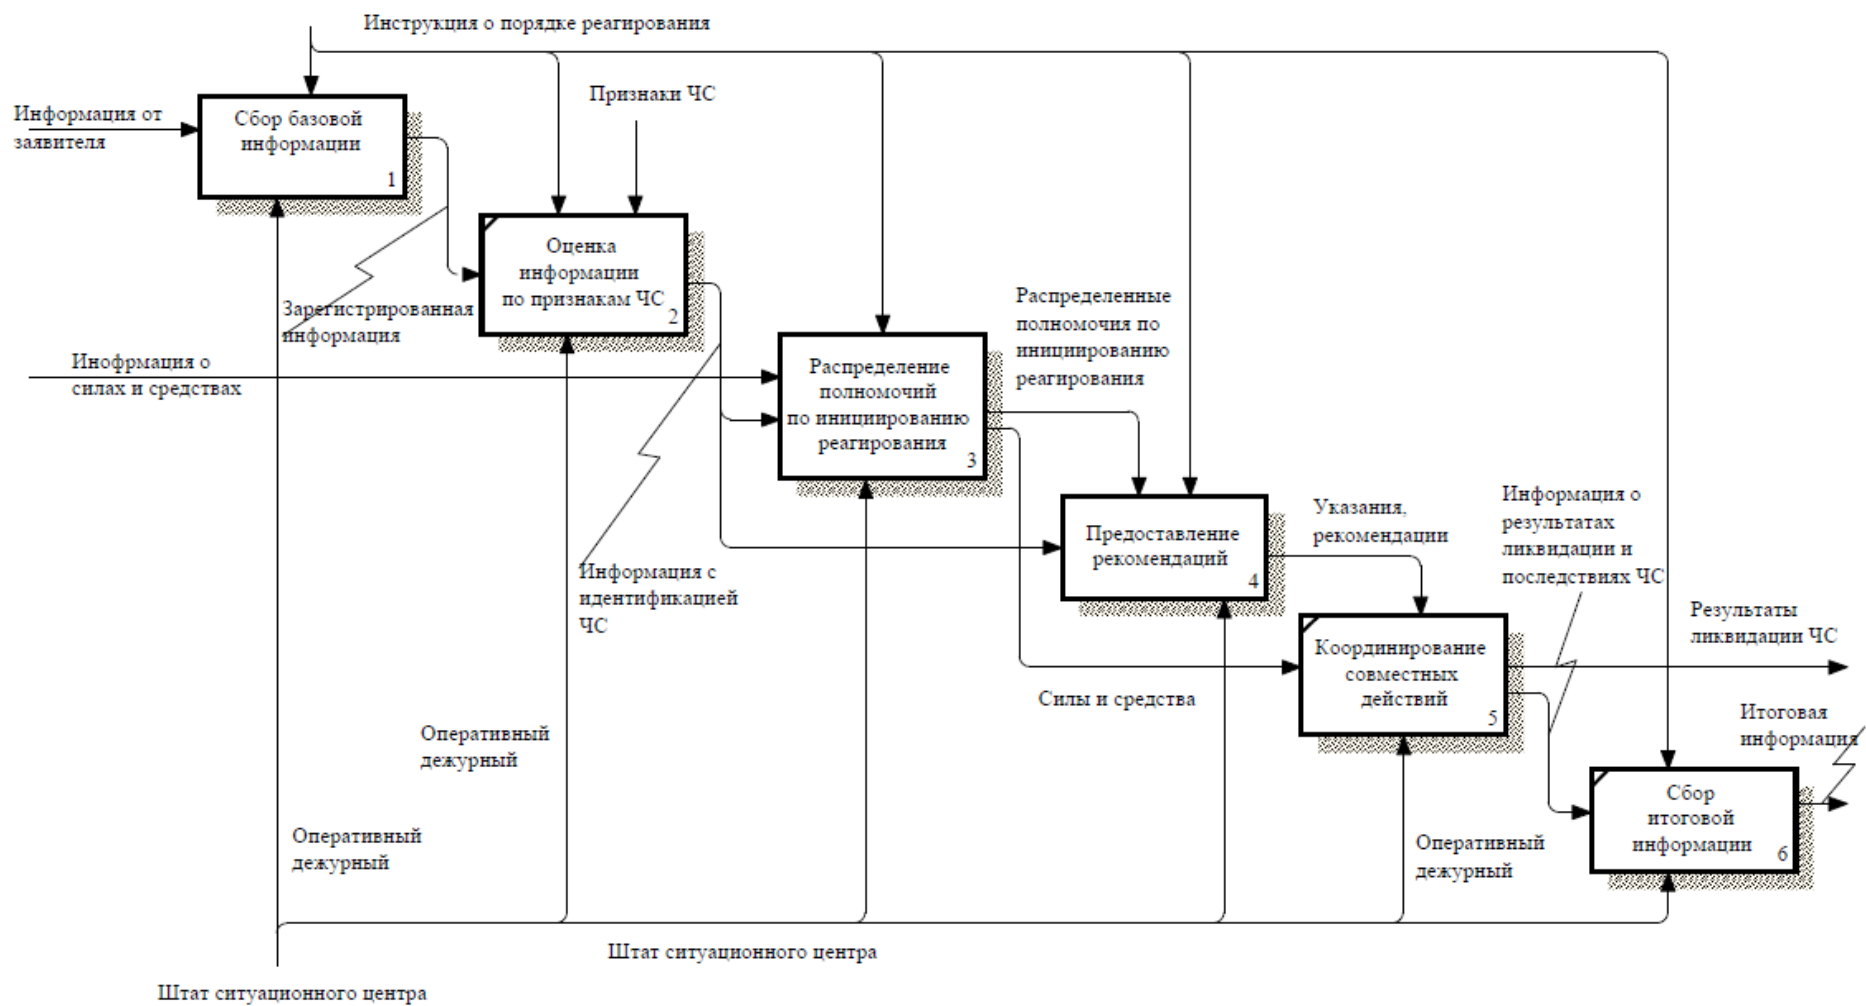 Инструкция о порядке реагирования
Признаки ЧС
Информация от
заявителя
Сбор базовой
информации
1
Оценка
информации
по признакам ЧС
2
Зарегистрированная
информация
Инофрмация о
силах и средствах
Распределение
полномочий
по инициированию
реагирования
3
Распределенные
полномочия по
инициированию
реагирования
Предоставление
рекомендаций
4
Указания,
рекомендации
Информация о
результатах
ликвидации и
последствиях ЧС
Информация с
идентификацией
ЧС
Результаты
ликвидации ЧС
Координирование
совместных
действий
5
Силы и средства
Итоговая
информация
Оперативный
дежурный
Сбор
итоговой
информации
6
Оперативный
дежурный
Оперативный
дежурный
Штат ситуационного центра
Штат ситуационного центра